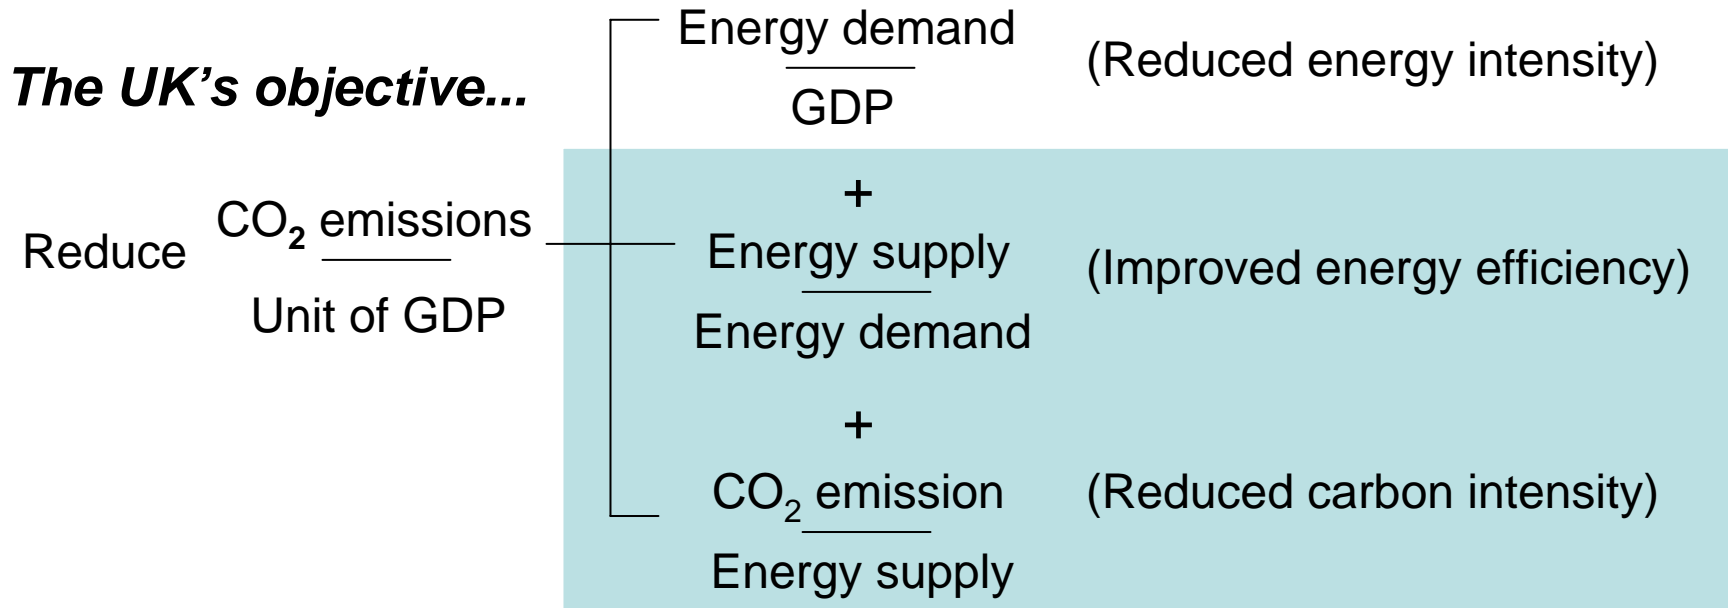 The UK's objective...
Reduce
CO₂ emissions
Unit of GDP
Energy demand
GDP
(Reduced energy intensity)
+
Energy supply
Energy demand
(Improved energy efficiency)
+
CO₂ emission
Energy supply
(Reduced carbon intensity)